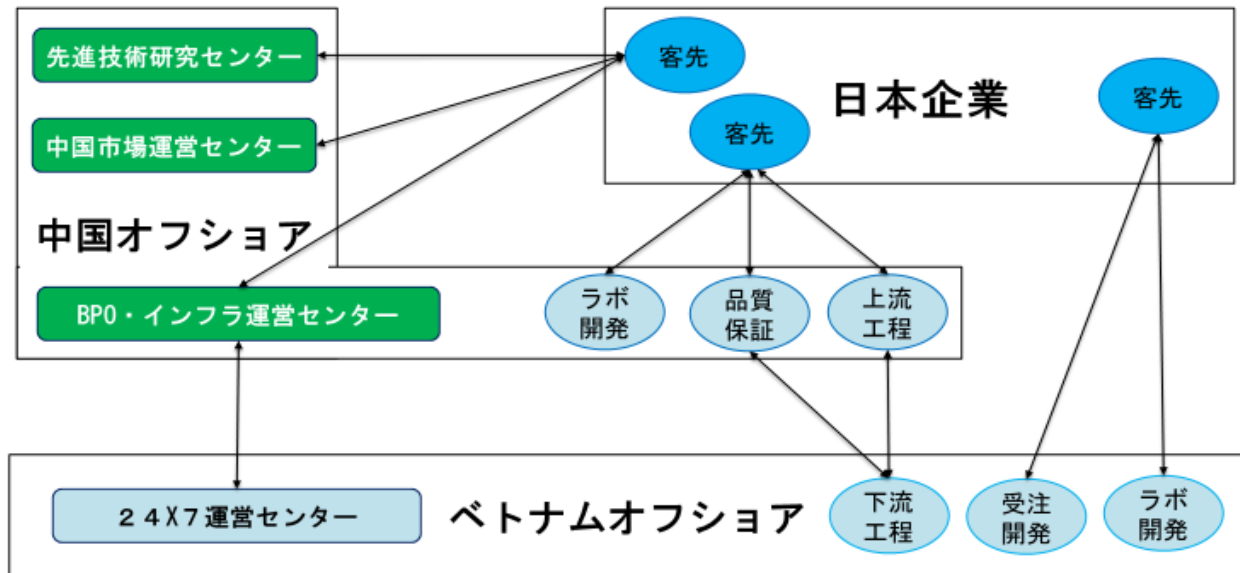 先進技術研究センター
客先
日本企業
客先
中国市場運営センター
客先
中国オフショア
BPO・インフラ運営センター
ラボ
開発
品質
保証
上流
工程
24X7運営センター
ベトナムオフショア
下流
工程
受注
開発
ラボ
開発